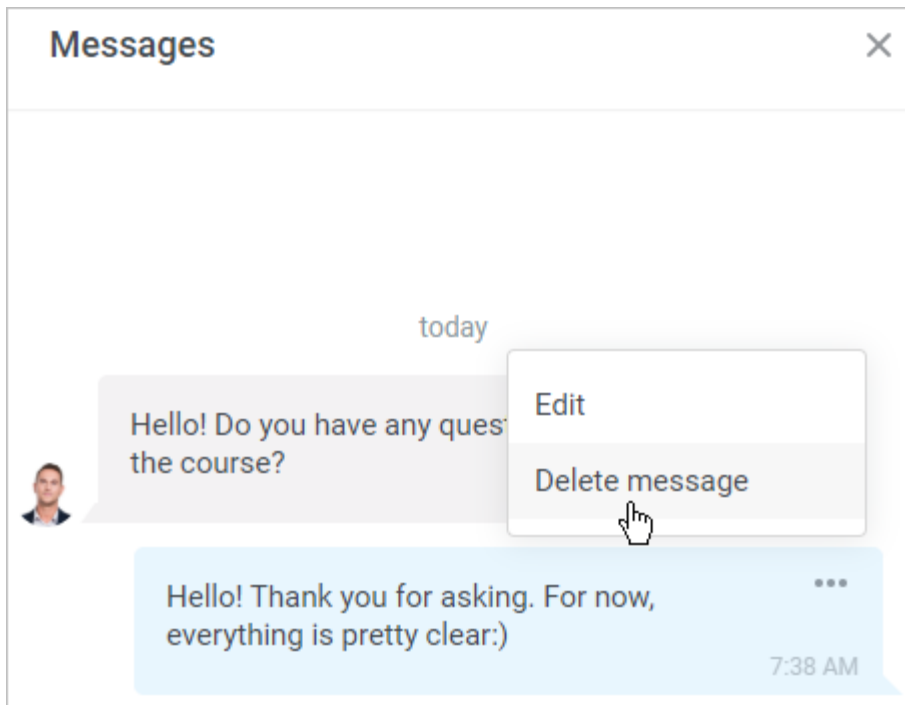 Messages
today
Hello! Do you have any
the course?
Edit
Delete message
Hello! Thank you for asking. For now,
everything is pretty clear:)
7:38 AM